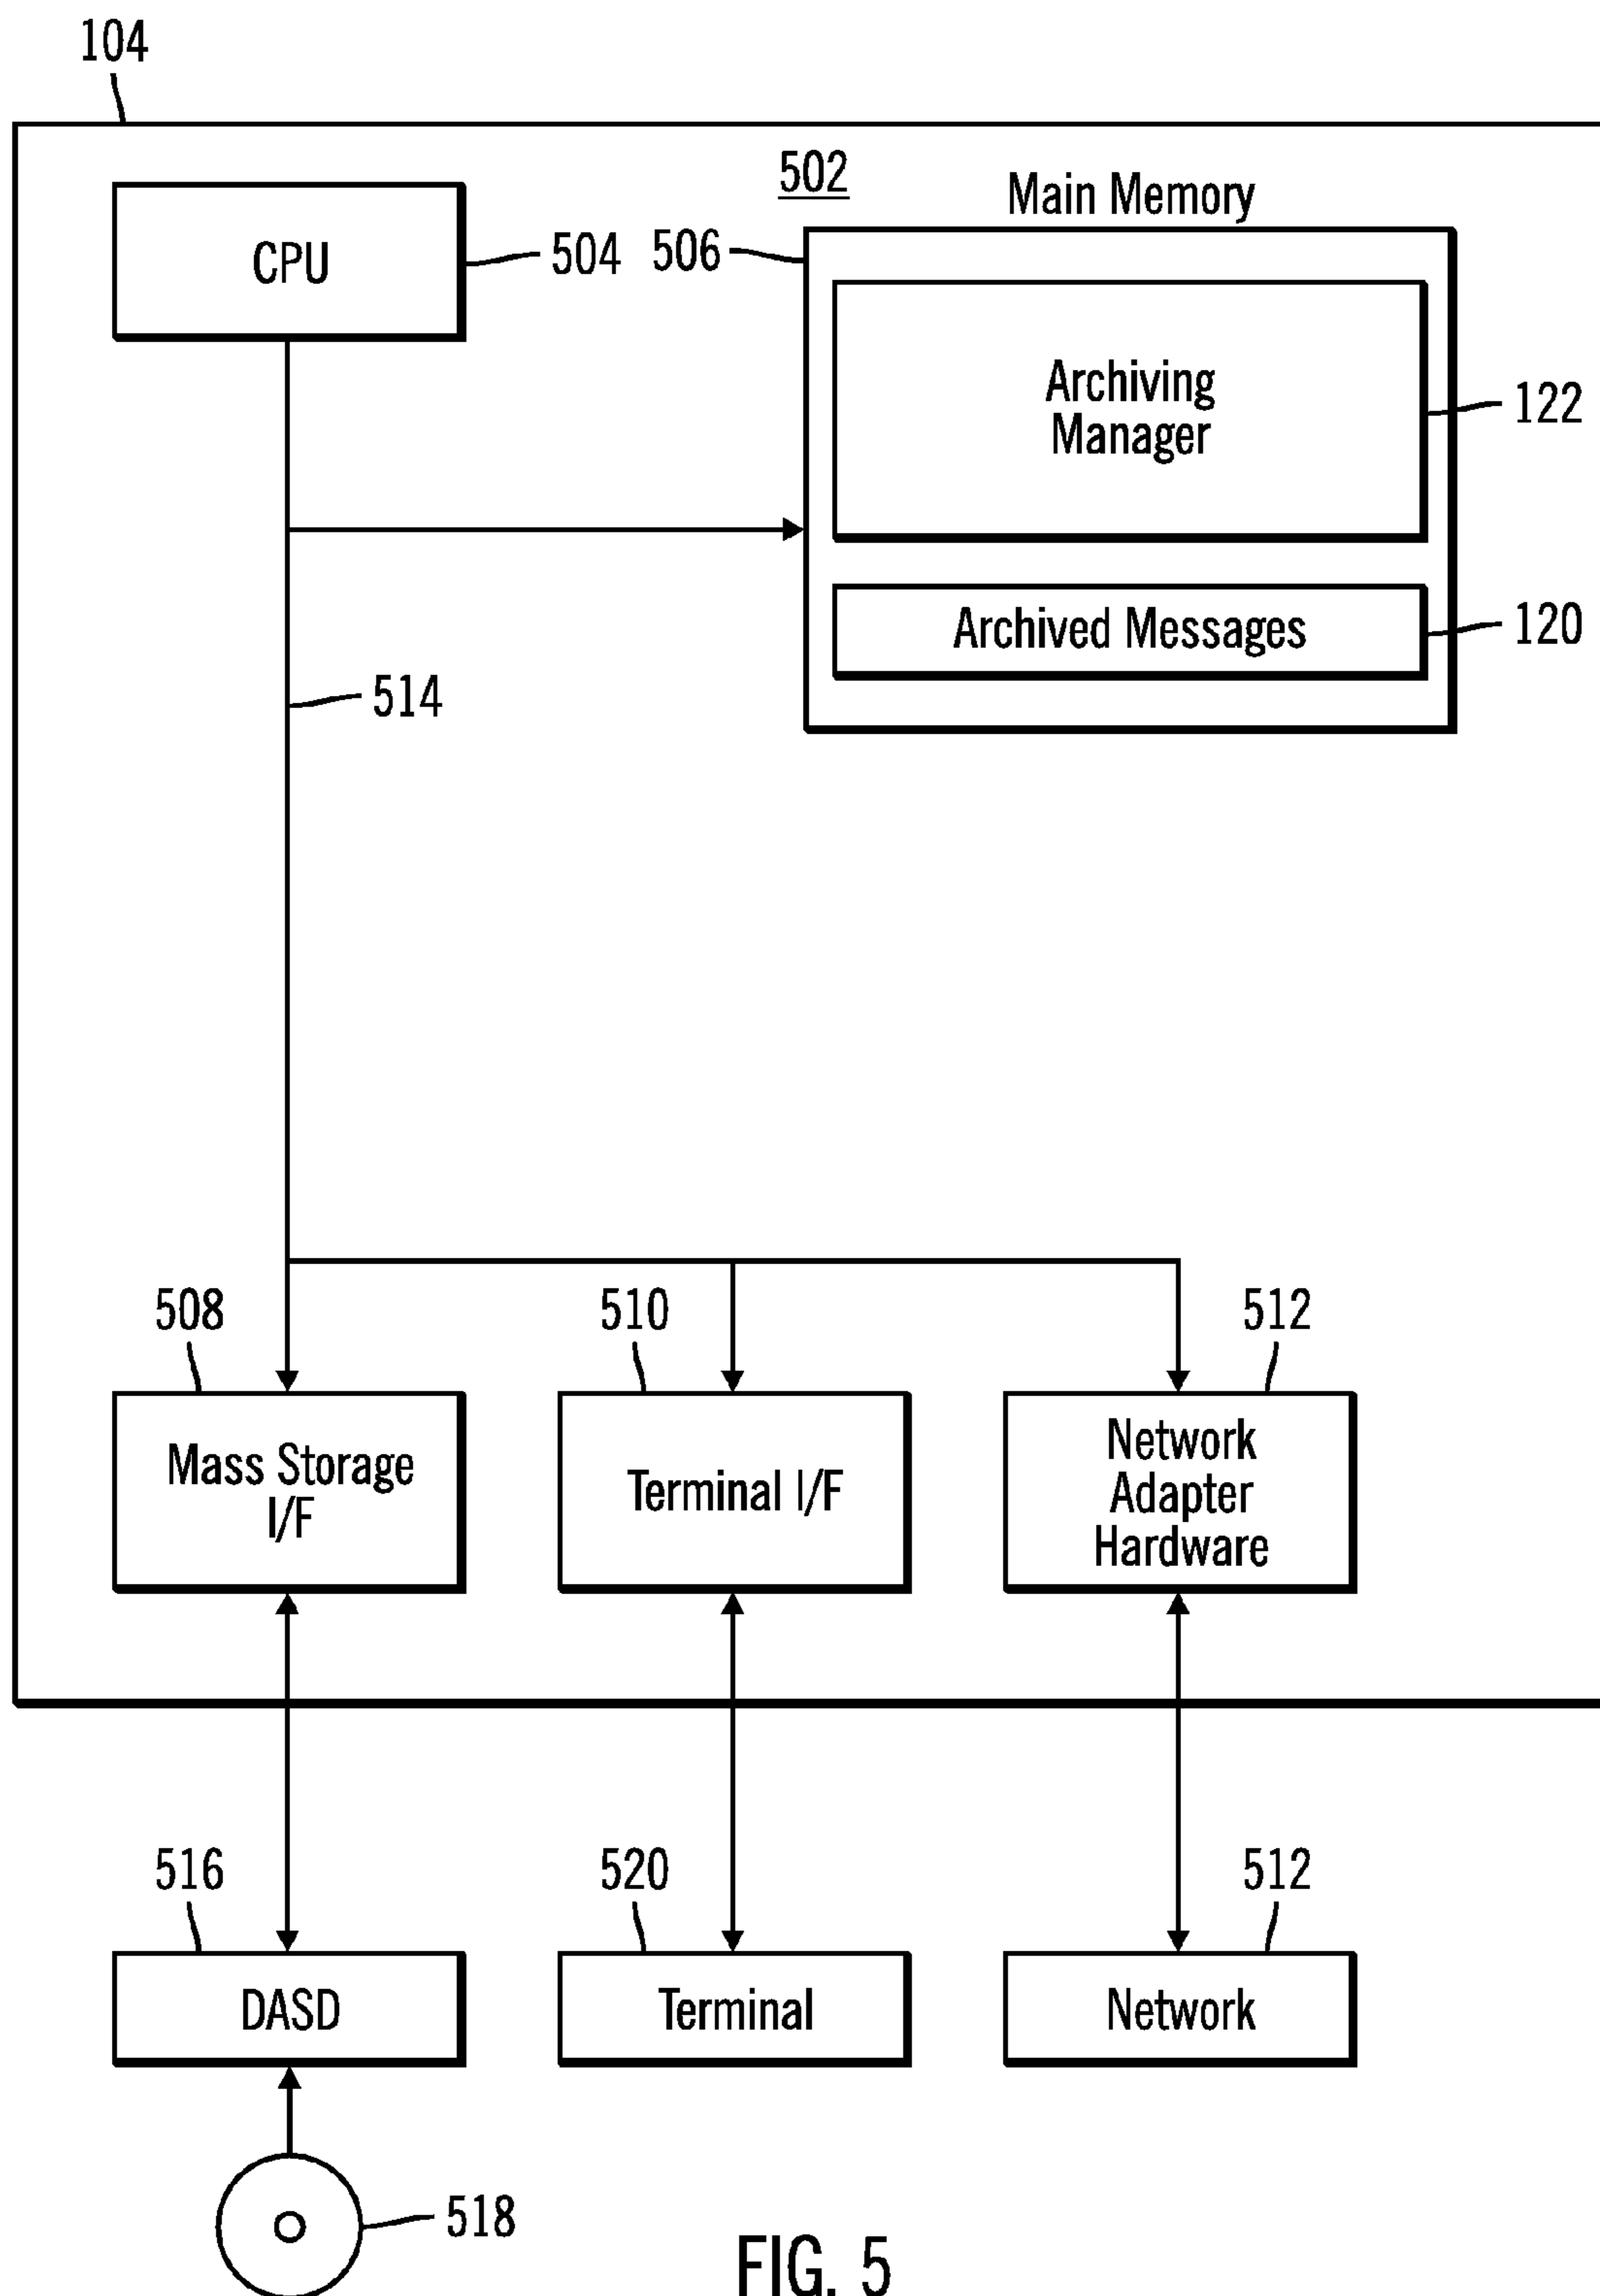 104
502
Main Memory
CPU
504
506
Archiving
Manager
122
Archived Messages
120
514
508
510
512
Mass Storage
I/F
Terminal I/F
Network
Adapter
Hardware
516
520
512
DASD
Terminal
Network
518
FIG. 5